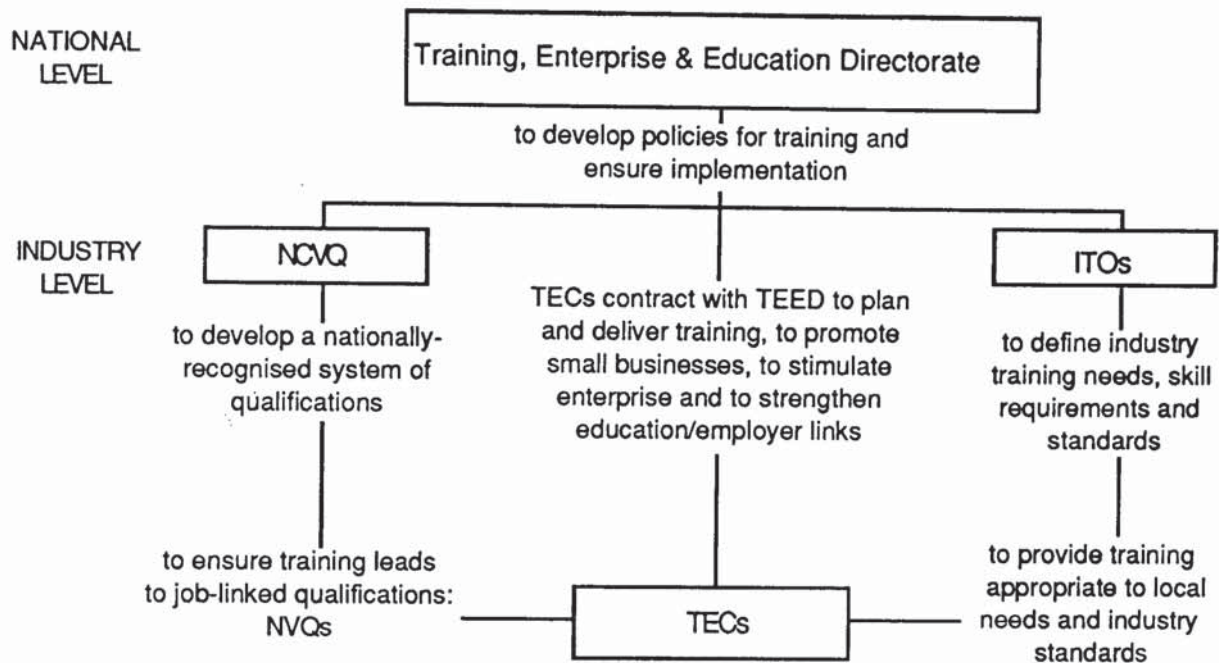 NATIONAL
LEVEL
Training, Enterprise & Education Directorate
to develop policies for training and
ensure implementation
INDUSTRY
LEVEL
NCVQ
ITOs
to develop a nationally-
recognised system of
qualifications
TECs contract with TEED to plan
and deliver training, to promote
small businesses, to stimulate
enterprise and to strengthen
education/employer links
to define industry
training needs, skill
requirements and
standards
to ensure training leads
to job-linked qualifications:
NVQs
TECs
to provide training
appropriate to local
needs and industry
standards